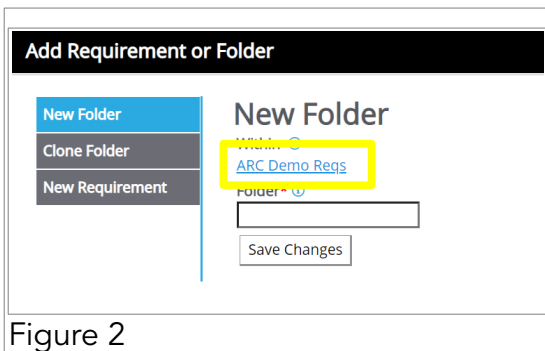 Add Requirement or Folder
New Folder
Clone Folder
New Requirement
New Folder
Within
ARC Demo Reqs
Folder*
Save Changes
Figure 2